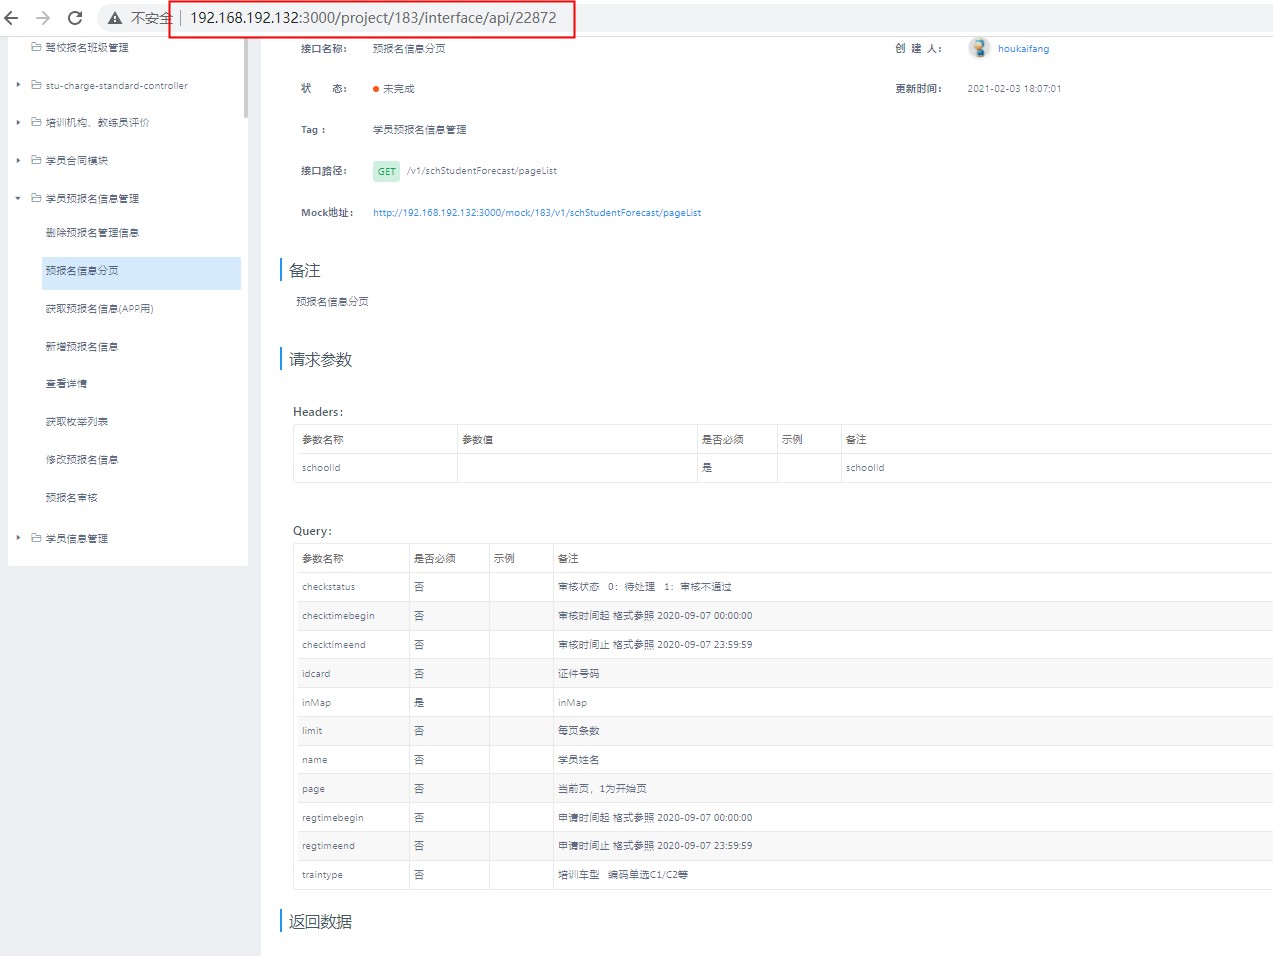 不安全 | 192.168.192.132:3000/project/183/interface/api/22872
驾校报名班级管理
stu-charge-standard-controller
培训机构、教练员评价
学员合同模块
学员预报名信息管理
删除预报名管理信息
预报名信息分页
获取预报名信息(APP用)
新增预报名信息
查看详情
获取枚举列表
修改预报名信息
预报名审核
学员信息管理
接口名称： 预报名信息分页 创 建 人： houkaifang
状 态： 未完成 更新时间： 2021-02-03 18:07:01
Tag： 学员预报名信息管理
接口路径： GET /v1/schStudentForecast/pageList
Mock地址： http://192.168.192.132:3000/mock/183/v1/schStudentForecast/pageList
备注
预报名信息分页
请求参数
Headers：
参数名称 参数值 是否必须 示例 备注
schoolId 是 schoolId
Query：
参数名称 是否必须 示例 备注
checkstatus 否 审核状态 0：待处理 1：审核不通过
checktimebegin 否 审核时间起 格式参照 2020-09-07 00:00:00
checktimeend 否 审核时间止 格式参照 2020-09-07 23:59:59
idcard 否 证件号码
inMap 是 inMap
limit 否 每页条数
name 否 学员姓名
page 否 当前页，1为开始页
regtimebegin 否 申请时间起 格式参照 2020-09-07 00:00:00
regtimeend 否 申请时间止 格式参照 2020-09-07 23:59:59
traintype 否 培训车型 编码单选C1/C2等
返回数据